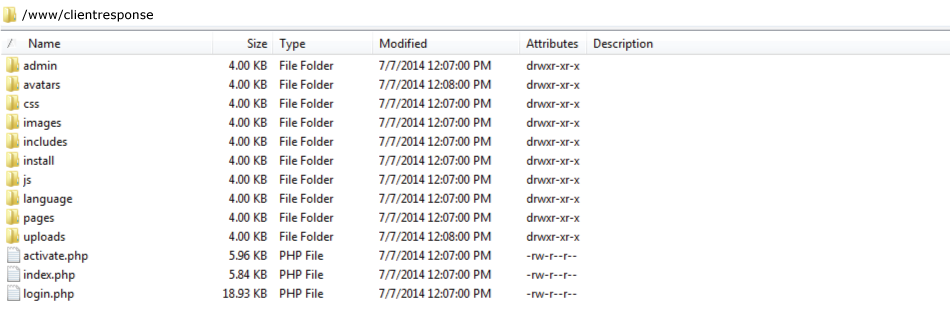 /www/clientresponse
/ Name Size Type Modified Attributes Description
admin 4.00 KB File Folder 7/7/2014 12:07:00 PM drwxr-xr-x
avatars 4.00 KB File Folder 7/7/2014 12:08:00 PM drwxr-xr-x
css 4.00 KB File Folder 7/7/2014 12:07:00 PM drwxr-xr-x
images 4.00 KB File Folder 7/7/2014 12:07:00 PM drwxr-xr-x
includes 4.00 KB File Folder 7/7/2014 12:07:00 PM drwxr-xr-x
install 4.00 KB File Folder 7/7/2014 12:07:00 PM drwxr-xr-x
js 4.00 KB File Folder 7/7/2014 12:07:00 PM drwxr-xr-x
language 4.00 KB File Folder 7/7/2014 12:07:00 PM drwxr-xr-x
pages 4.00 KB File Folder 7/7/2014 12:07:00 PM drwxr-xr-x
uploads 4.00 KB File Folder 7/7/2014 12:08:00 PM drwxr-xr-x
activate.php 5.96 KB PHP File 7/7/2014 12:07:00 PM -rw-r--r--
index.php 5.84 KB PHP File 7/7/2014 12:07:00 PM -rw-r--r--
login.php 18.93 KB PHP File 7/7/2014 12:07:00 PM -rw-r--r--